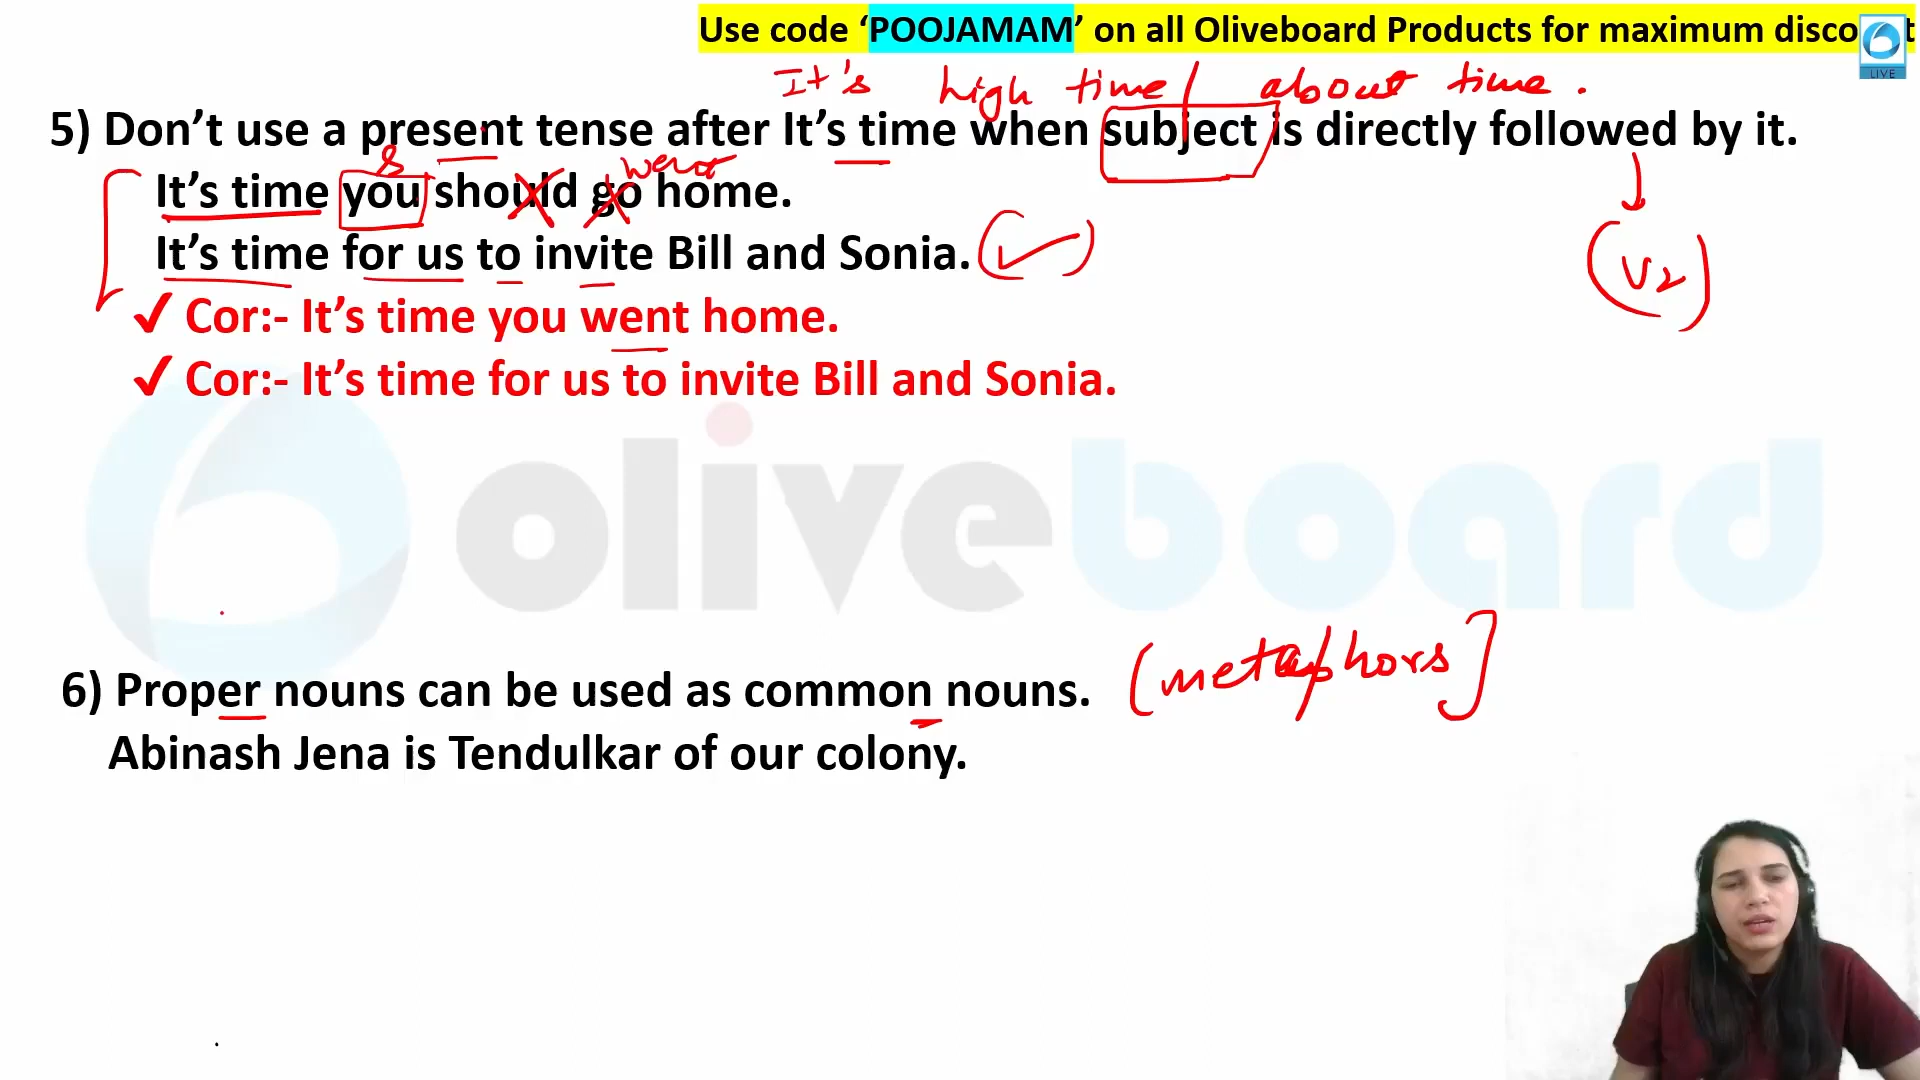 Use code ‘POOJAMAM’ on all Oliveboard Products for maximum disco t
LIVE
It's high time / about time.
5) Don’t use a present tense after It’s time when subject is directly followed by it.
s went
It’s time you should go home.
It’s time for us to invite Bill and Sonia.
(V2)
✓ Cor:- It’s time you went home.
✓ Cor:- It’s time for us to invite Bill and Sonia.
oliveboard
6) Proper nouns can be used as common nouns. (metaphors]
Abinash Jena is Tendulkar of our colony.